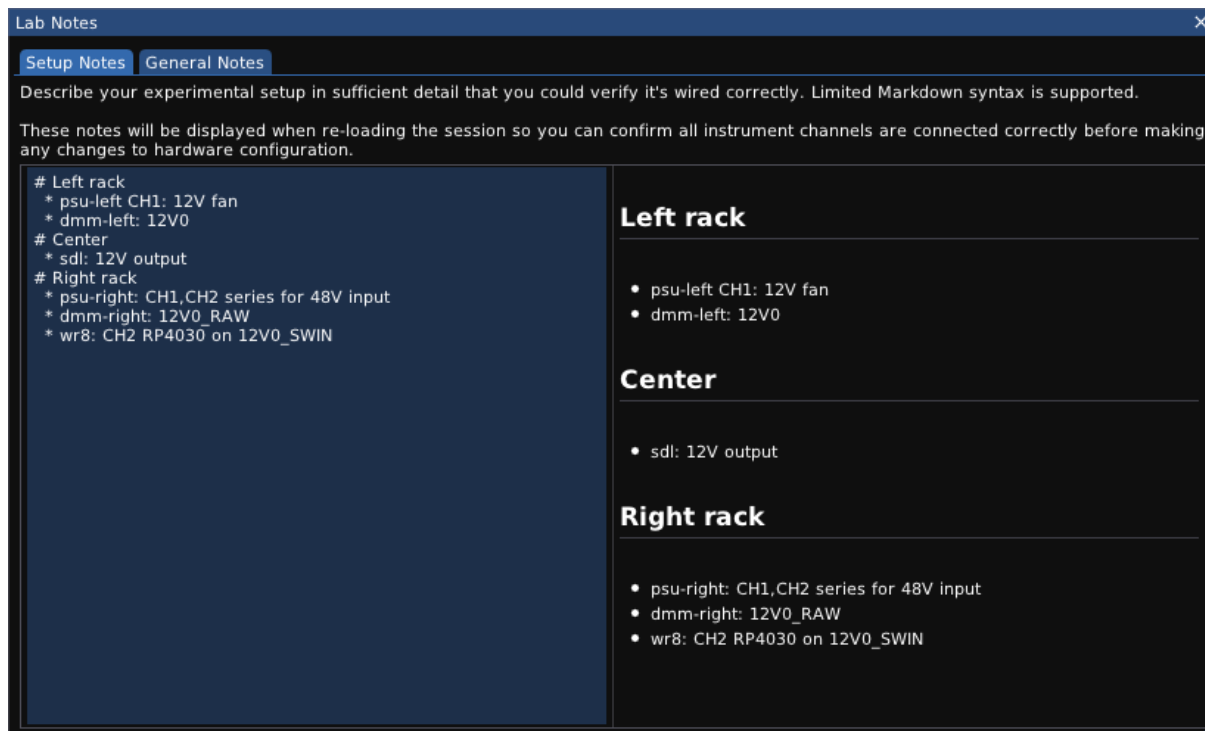 Lab Notes
Setup Notes General Notes
Describe your experimental setup in sufficient detail that you could verify it's wired correctly. Limited Markdown syntax is supported.
These notes will be displayed when re-loading the session so you can confirm all instrument channels are connected correctly before making
any changes to hardware configuration.
# Left rack
* psu-left CH1: 12V fan
* dmm-left: 12V0
# Center
* sdl: 12V output
# Right rack
* psu-right: CH1,CH2 series for 48V input
* dmm-right: 12V0_RAW
* wr8: CH2 RP4030 on 12V0_SWIN
Left rack
• psu-left CH1: 12V fan
• dmm-left: 12V0
Center
• sdl: 12V output
Right rack
• psu-right: CH1,CH2 series for 48V input
• dmm-right: 12V0_RAW
• wr8: CH2 RP4030 on 12V0_SWIN